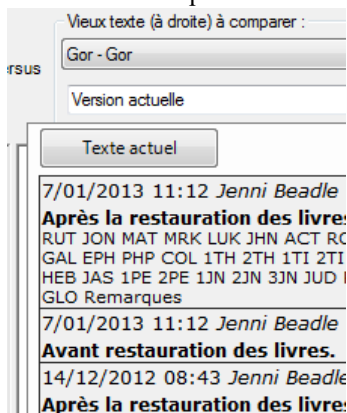 Vieux texte (à droite) à comparer :
ersus
Gor - Gor
Version actuelle
Texte actuel
7/01/2013 11:12 Jenni Beadle
Après la restauration des livres
RUT JON MAT MRK LUK JHN ACT RO
GAL EPH PHP COL 1TH 2TH 1TI 2TI
HEB JAS 1PE 2PE 1JN 2JN 3JN JUD
GLO Remarques
7/01/2013 11:12 Jenni Beadle
Avant restauration des livres.
14/12/2012 08:43 Jenni Beadle
Après la restauration des livres